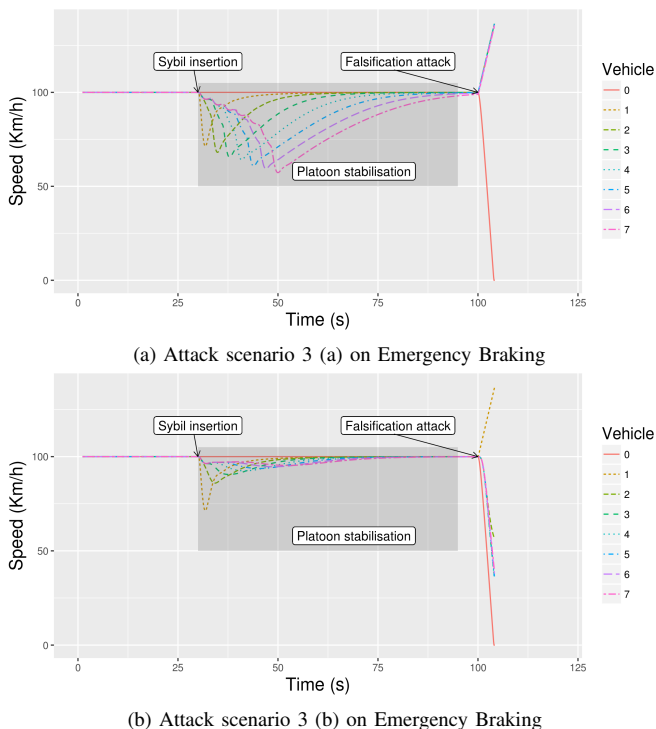 Sybil insertion Falsification attack
Vehicle
0
100
1
2
Speed (Km/h)
3
4
50
Platoon stabilisation
5
6
7
0
0 25 50 75 100 125
Time (s)
(a) Attack scenario 3 (a) on Emergency Braking
Sybil insertion Falsification attack
Vehicle
0
100
1
2
Speed (Km/h)
3
4
50
Platoon stabilisation
5
6
7
0
0 25 50 75 100 125
Time (s)
(b) Attack scenario 3 (b) on Emergency Braking